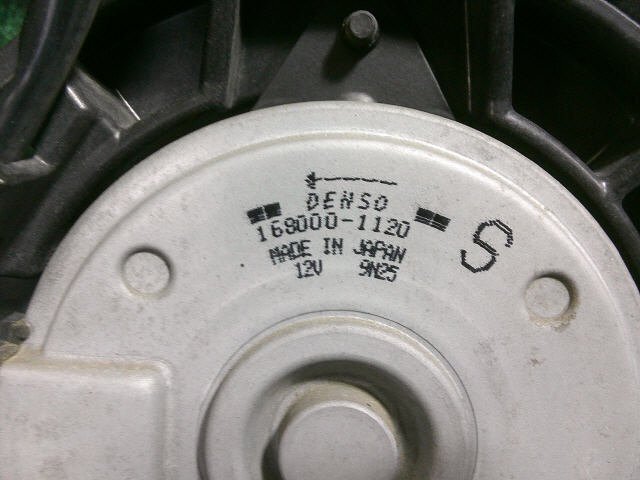 DENSO
168000-1120
S
MADE IN JAPAN
12V 9N25